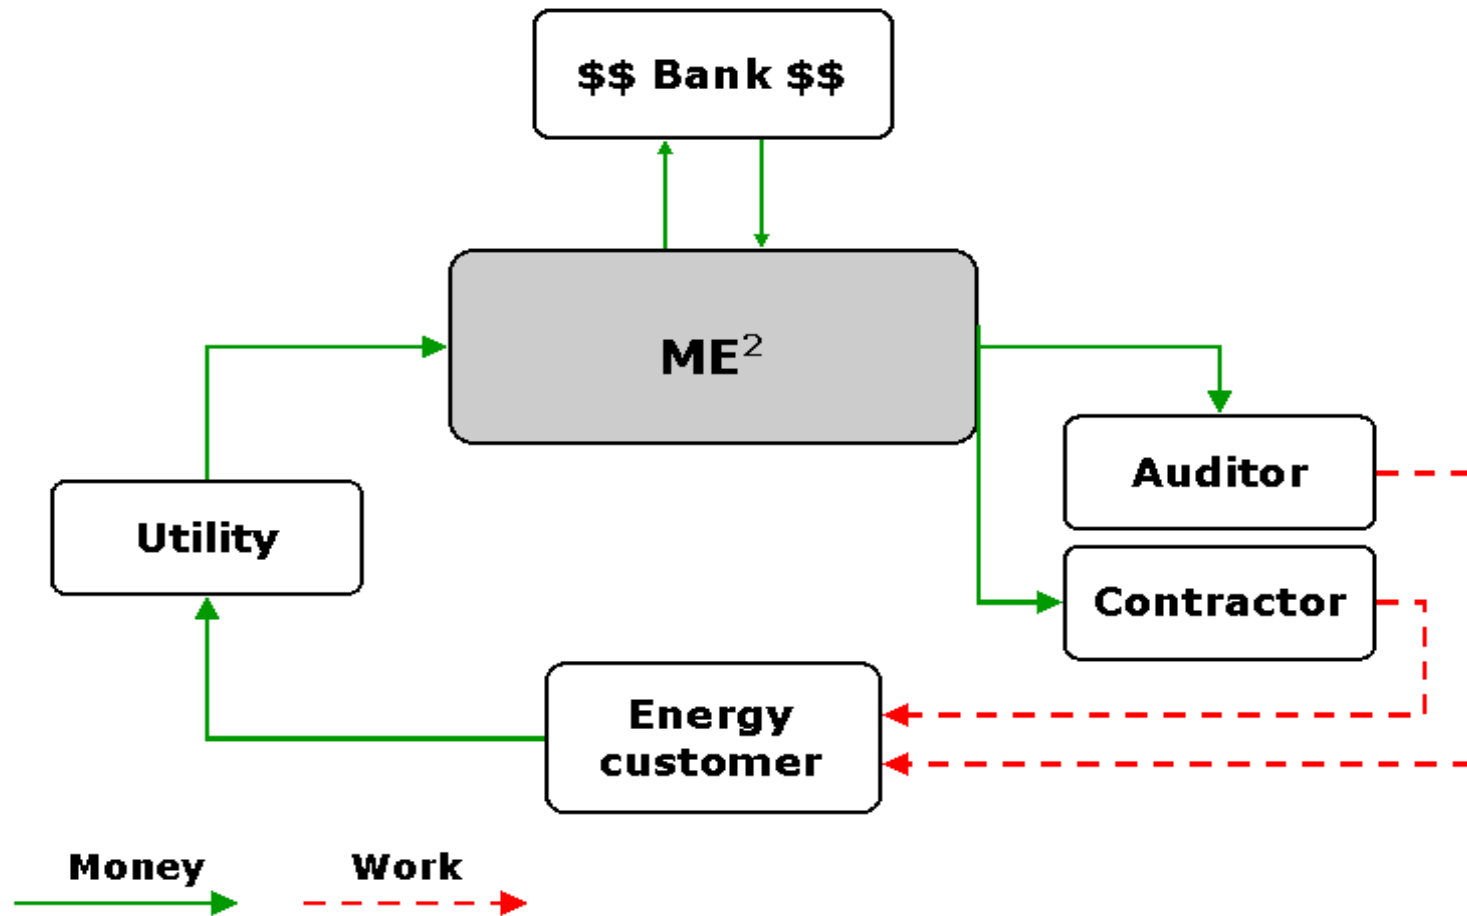 $$ Bank $$
ME²
Auditor
Utility
Contractor
Energy
customer
Money
Work